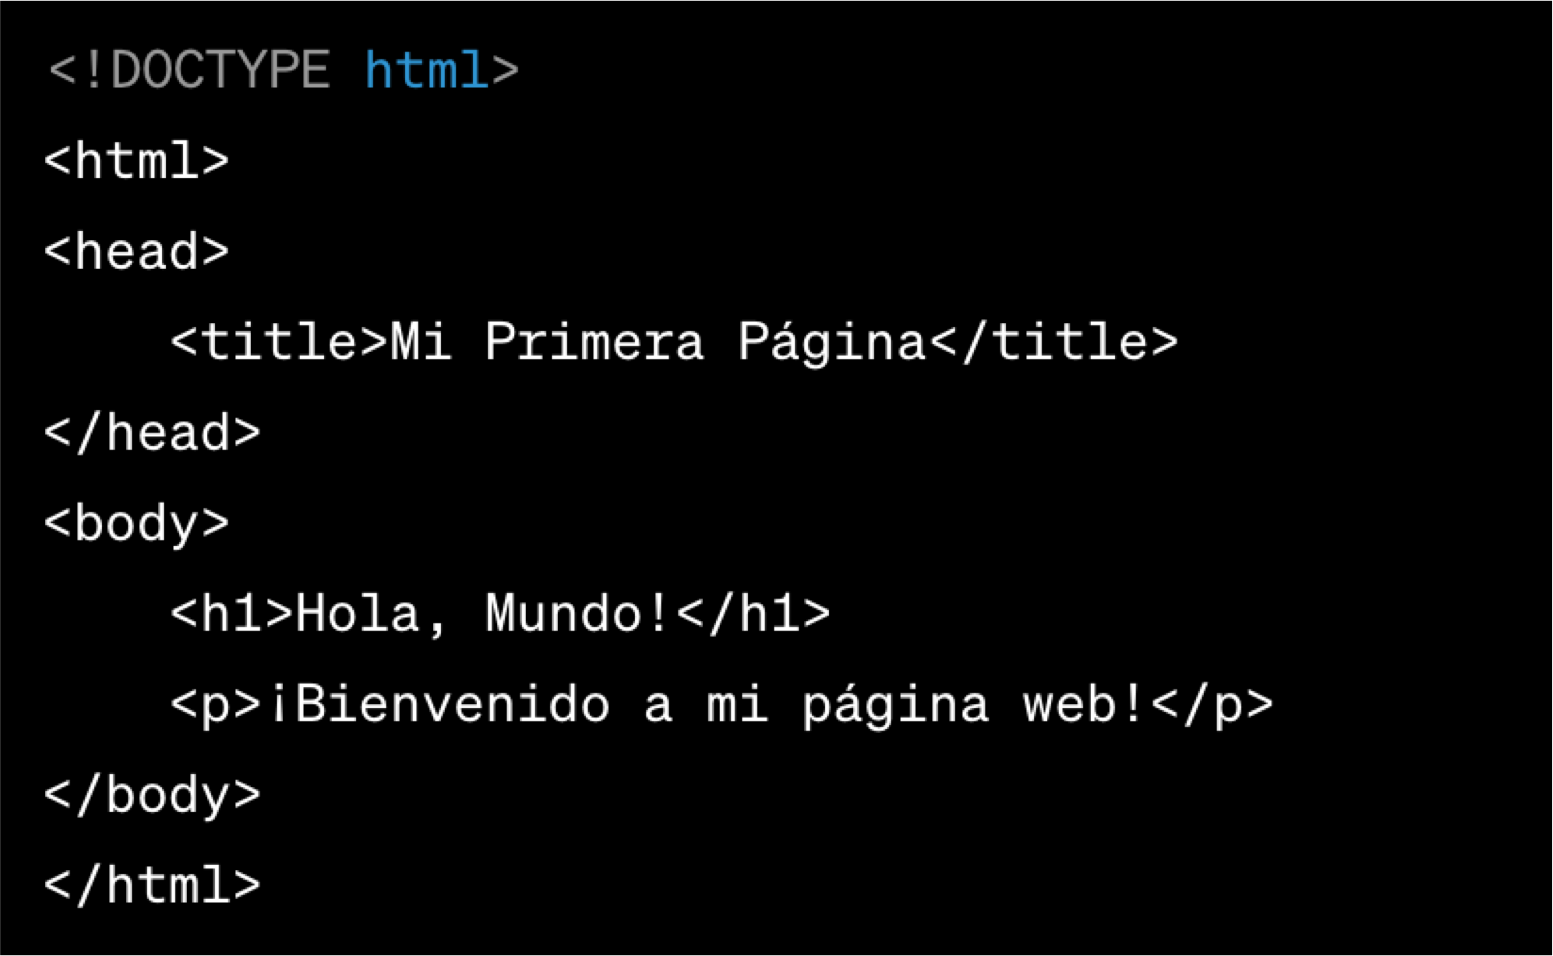 <!DOCTYPE html>
<html>
<head>
    <title>Mi Primera Página</title>
</head>
<body>
    <h1>Hola, Mundo!</h1>
    <p>¡Bienvenido a mi página web!</p>
</body>
</html>